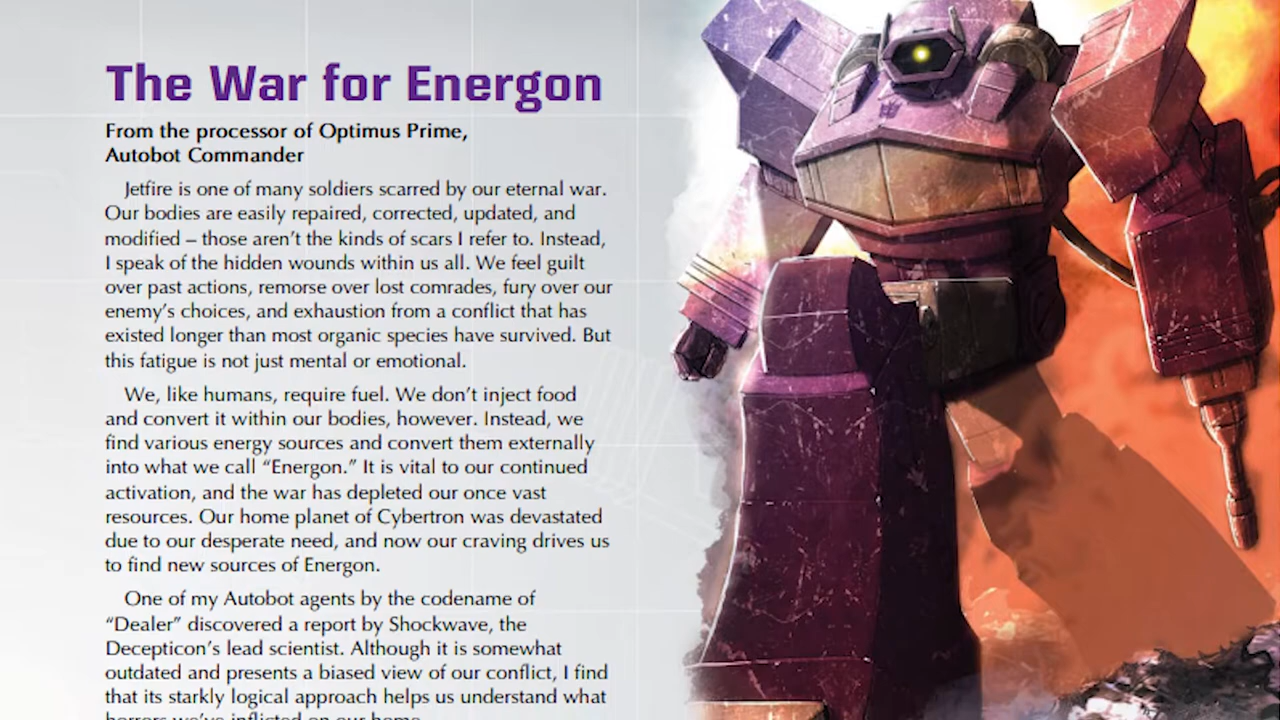 The War for Energon
From the processor of Optimus Prime,
Autobot Commander
Jetfire is one of many soldiers scarred by our eternal war.
Our bodies are easily repaired, corrected, updated, and
modified – those aren’t the kinds of scars I refer to. Instead,
I speak of the hidden wounds within us all. We feel guilt
over past actions, remorse over lost comrades, fury over our
enemy’s choices, and exhaustion from a conflict that has
existed longer than most organic species have survived. But
this fatigue is not just mental or emotional.
We, like humans, require fuel. We don’t inject food
and convert it within our bodies, however. Instead, we
find various energy sources and convert them externally
into what we call “Energon.” It is vital to our continued
activation, and the war has depleted our once vast
resources. Our home planet of Cybertron was devastated
due to our desperate need, and now our craving drives us
to find new sources of Energon.
One of my Autobot agents by the codename of
“Dealer” discovered a report by Shockwave, the
Decepticon’s lead scientist. Although it is somewhat
outdated and presents a biased view of our conflict, I find
that its starkly logical approach helps us understand what
horrors we’ve inflicted on our home.